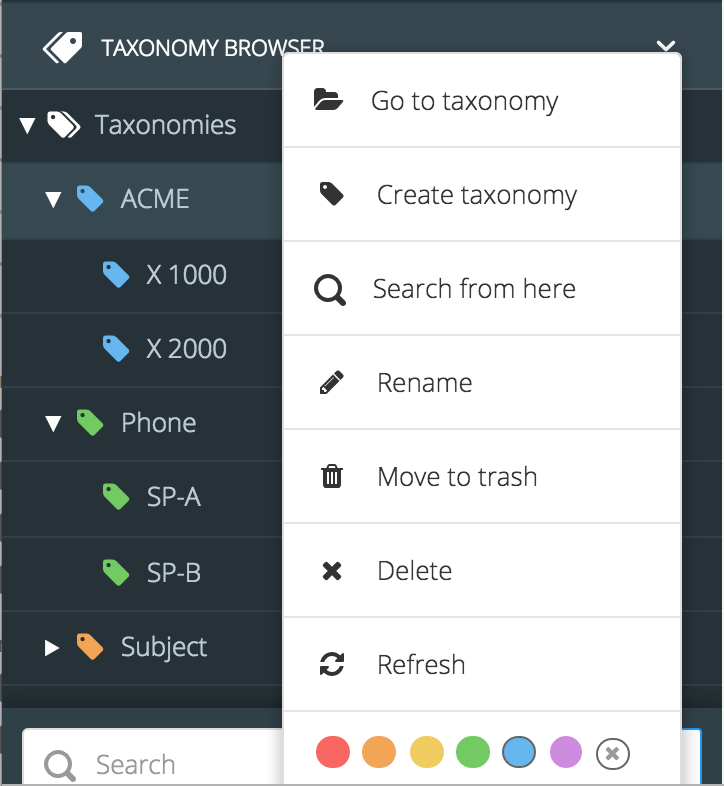 TAXONOMY BROWSER
Taxonomies
ACME
X 1000
X 2000
Phone
SP-A
SP-B
Subject
Search
Go to taxonomy
Create taxonomy
Search from here
Rename
Move to trash
Delete
Refresh